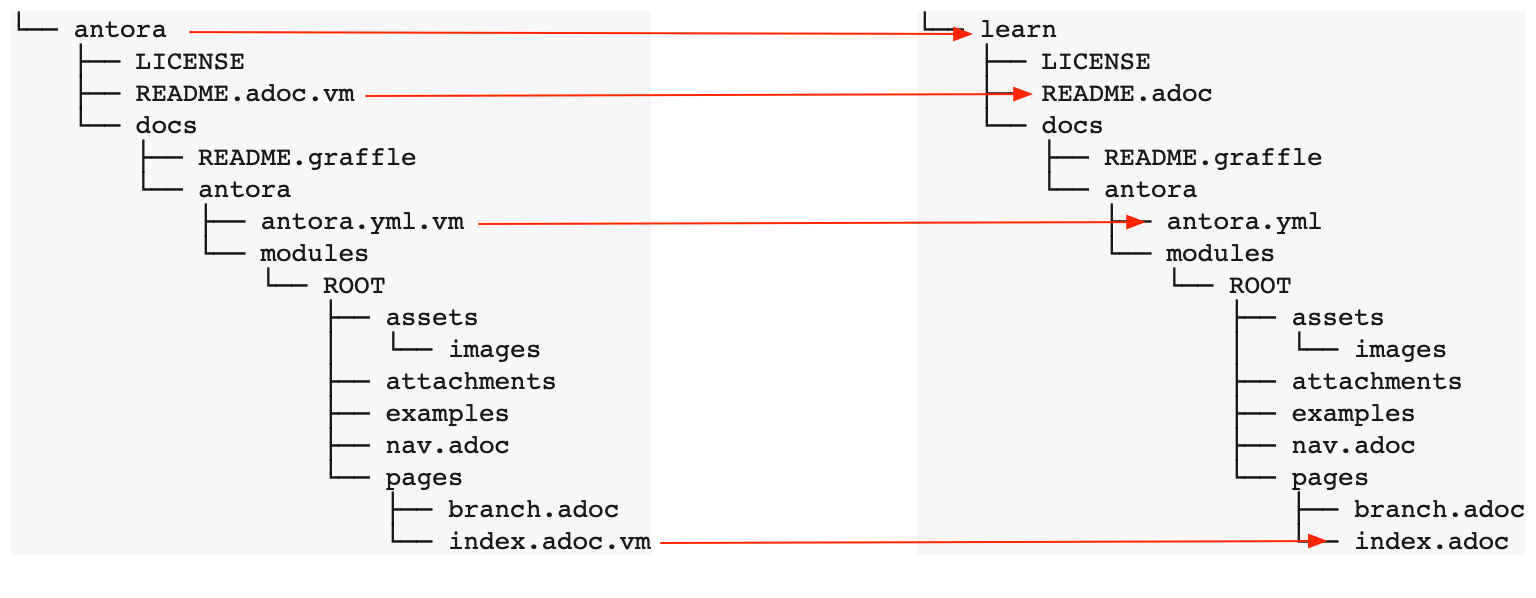 └── antora
    ├── LICENSE
    ├── README.adoc.vm
    └── docs
        ├── README.graffle
        └── antora
            ├── antora.yml.vm
            └── modules
                └── ROOT
                    ├── assets
                    │   └── images
                    ├── attachments
                    ├── examples
                    ├── nav.adoc
                    └── pages
                        ├── branch.adoc
                        └── index.adoc.vm
└── learn
    ├── LICENSE
    ├── README.adoc
    └── docs
        ├── README.graffle
        └── antora
            ├── antora.yml
            └── modules
                └── ROOT
                    ├── assets
                    │   └── images
                    ├── attachments
                    ├── examples
                    ├── nav.adoc
                    └── pages
                        ├── branch.adoc
                        └── index.adoc